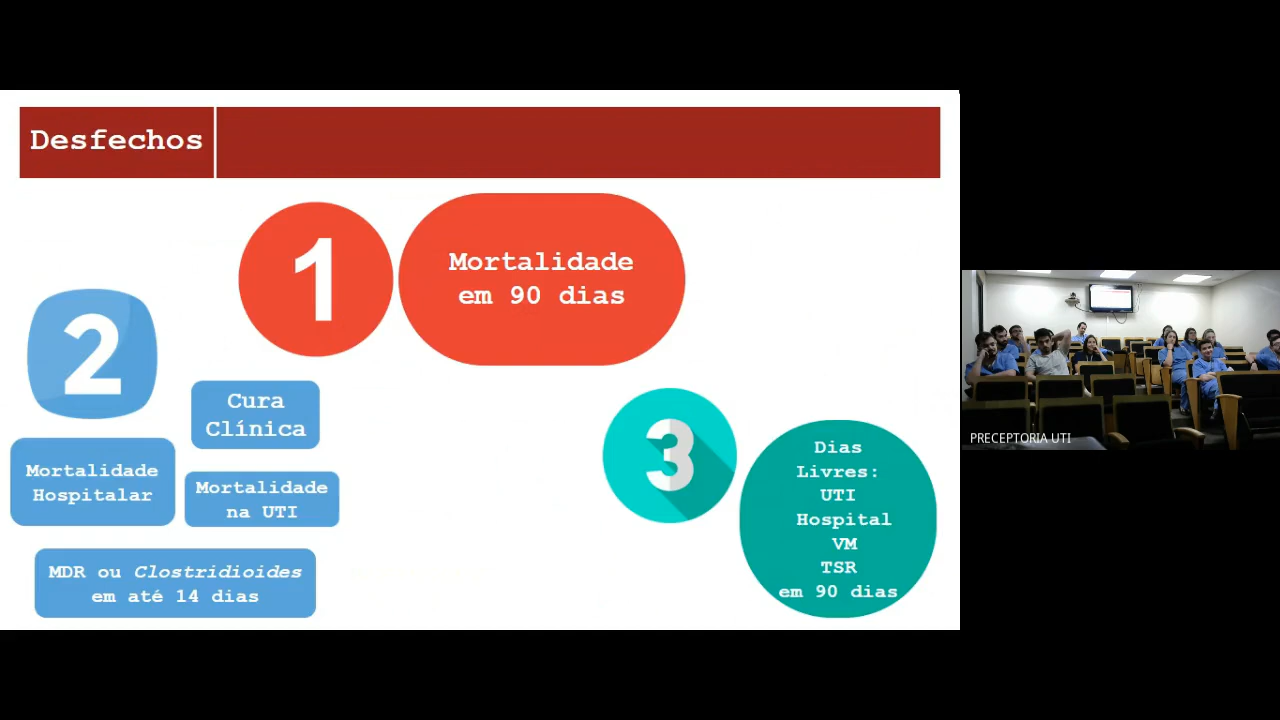 Desfechos
1
Mortalidade
em 90 dias
2
Cura
Clínica
Mortalidade
Hospitalar
Mortalidade
na UTI
MDR ou Clostridioides
em até 14 dias
3
Dias
Livres:
UTI
Hospital
VM
TSR
em 90 dias
PRECEPTORIA UTI